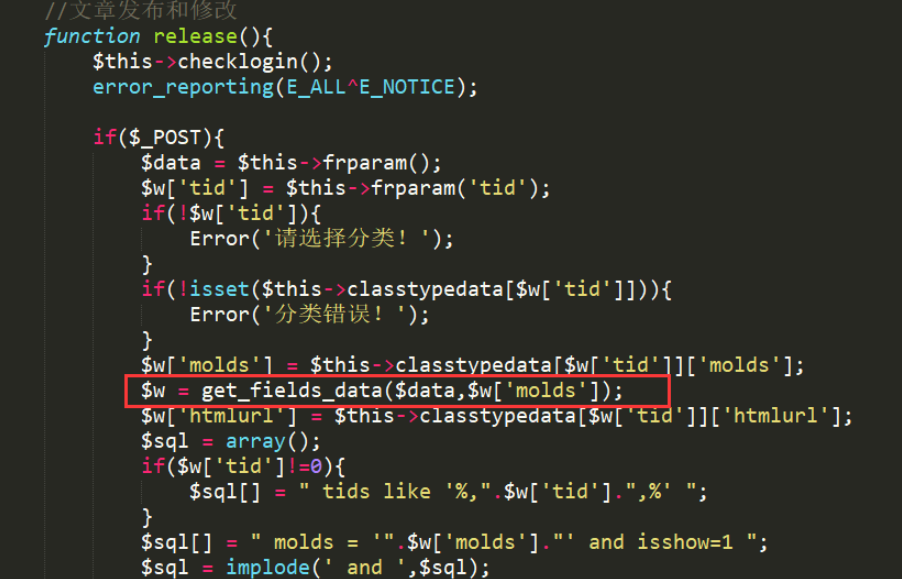 //文章发布和修改
function release(){
$this->checklogin();
error_reporting(E_ALL^E_NOTICE);
if($_POST){
$data = $this->frparam();
$w['tid'] = $this->frparam('tid');
if(!$w['tid']){
Error('请选择分类！');
}
if(!isset($this->classtypedata[$w['tid']])){
Error('分类错误！');
}
$w['molds'] = $this->classtypedata[$w['tid']]['molds'];
$w = get_fields_data($data,$w['molds']);
$w['htmlurl'] = $this->classtypedata[$w['tid']]['htmlurl'];
$sql = array();
if($w['tid']!=0){
$sql[] = " tids like '%,".$w['tid'].",%' ";
}
$sql[] = " molds = '".$w['molds']."' and isshow=1 ";
$sql = implode(' and ',$sql);